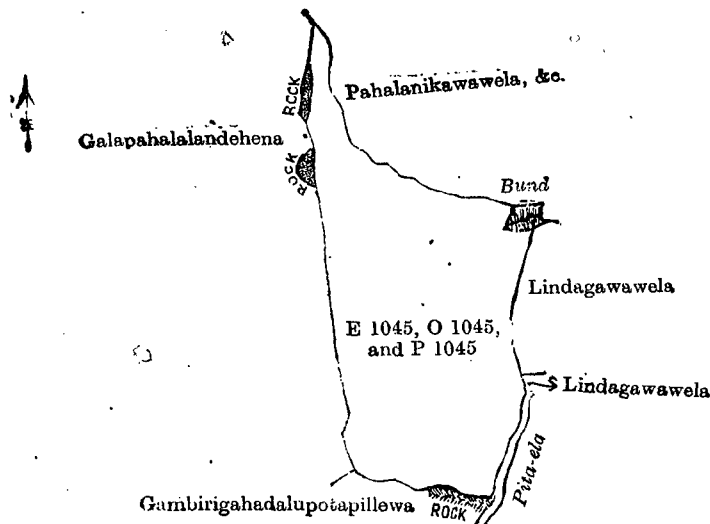 Pahalanikawawela, &c.
ROCK
Galapahalalandehena
ROCK
Bund
Lindagawawela
E 1045, O 1045,
and P 1045
S Lindagawawela
Pita-ela
Gambirigahadalupotapillewa
ROCK